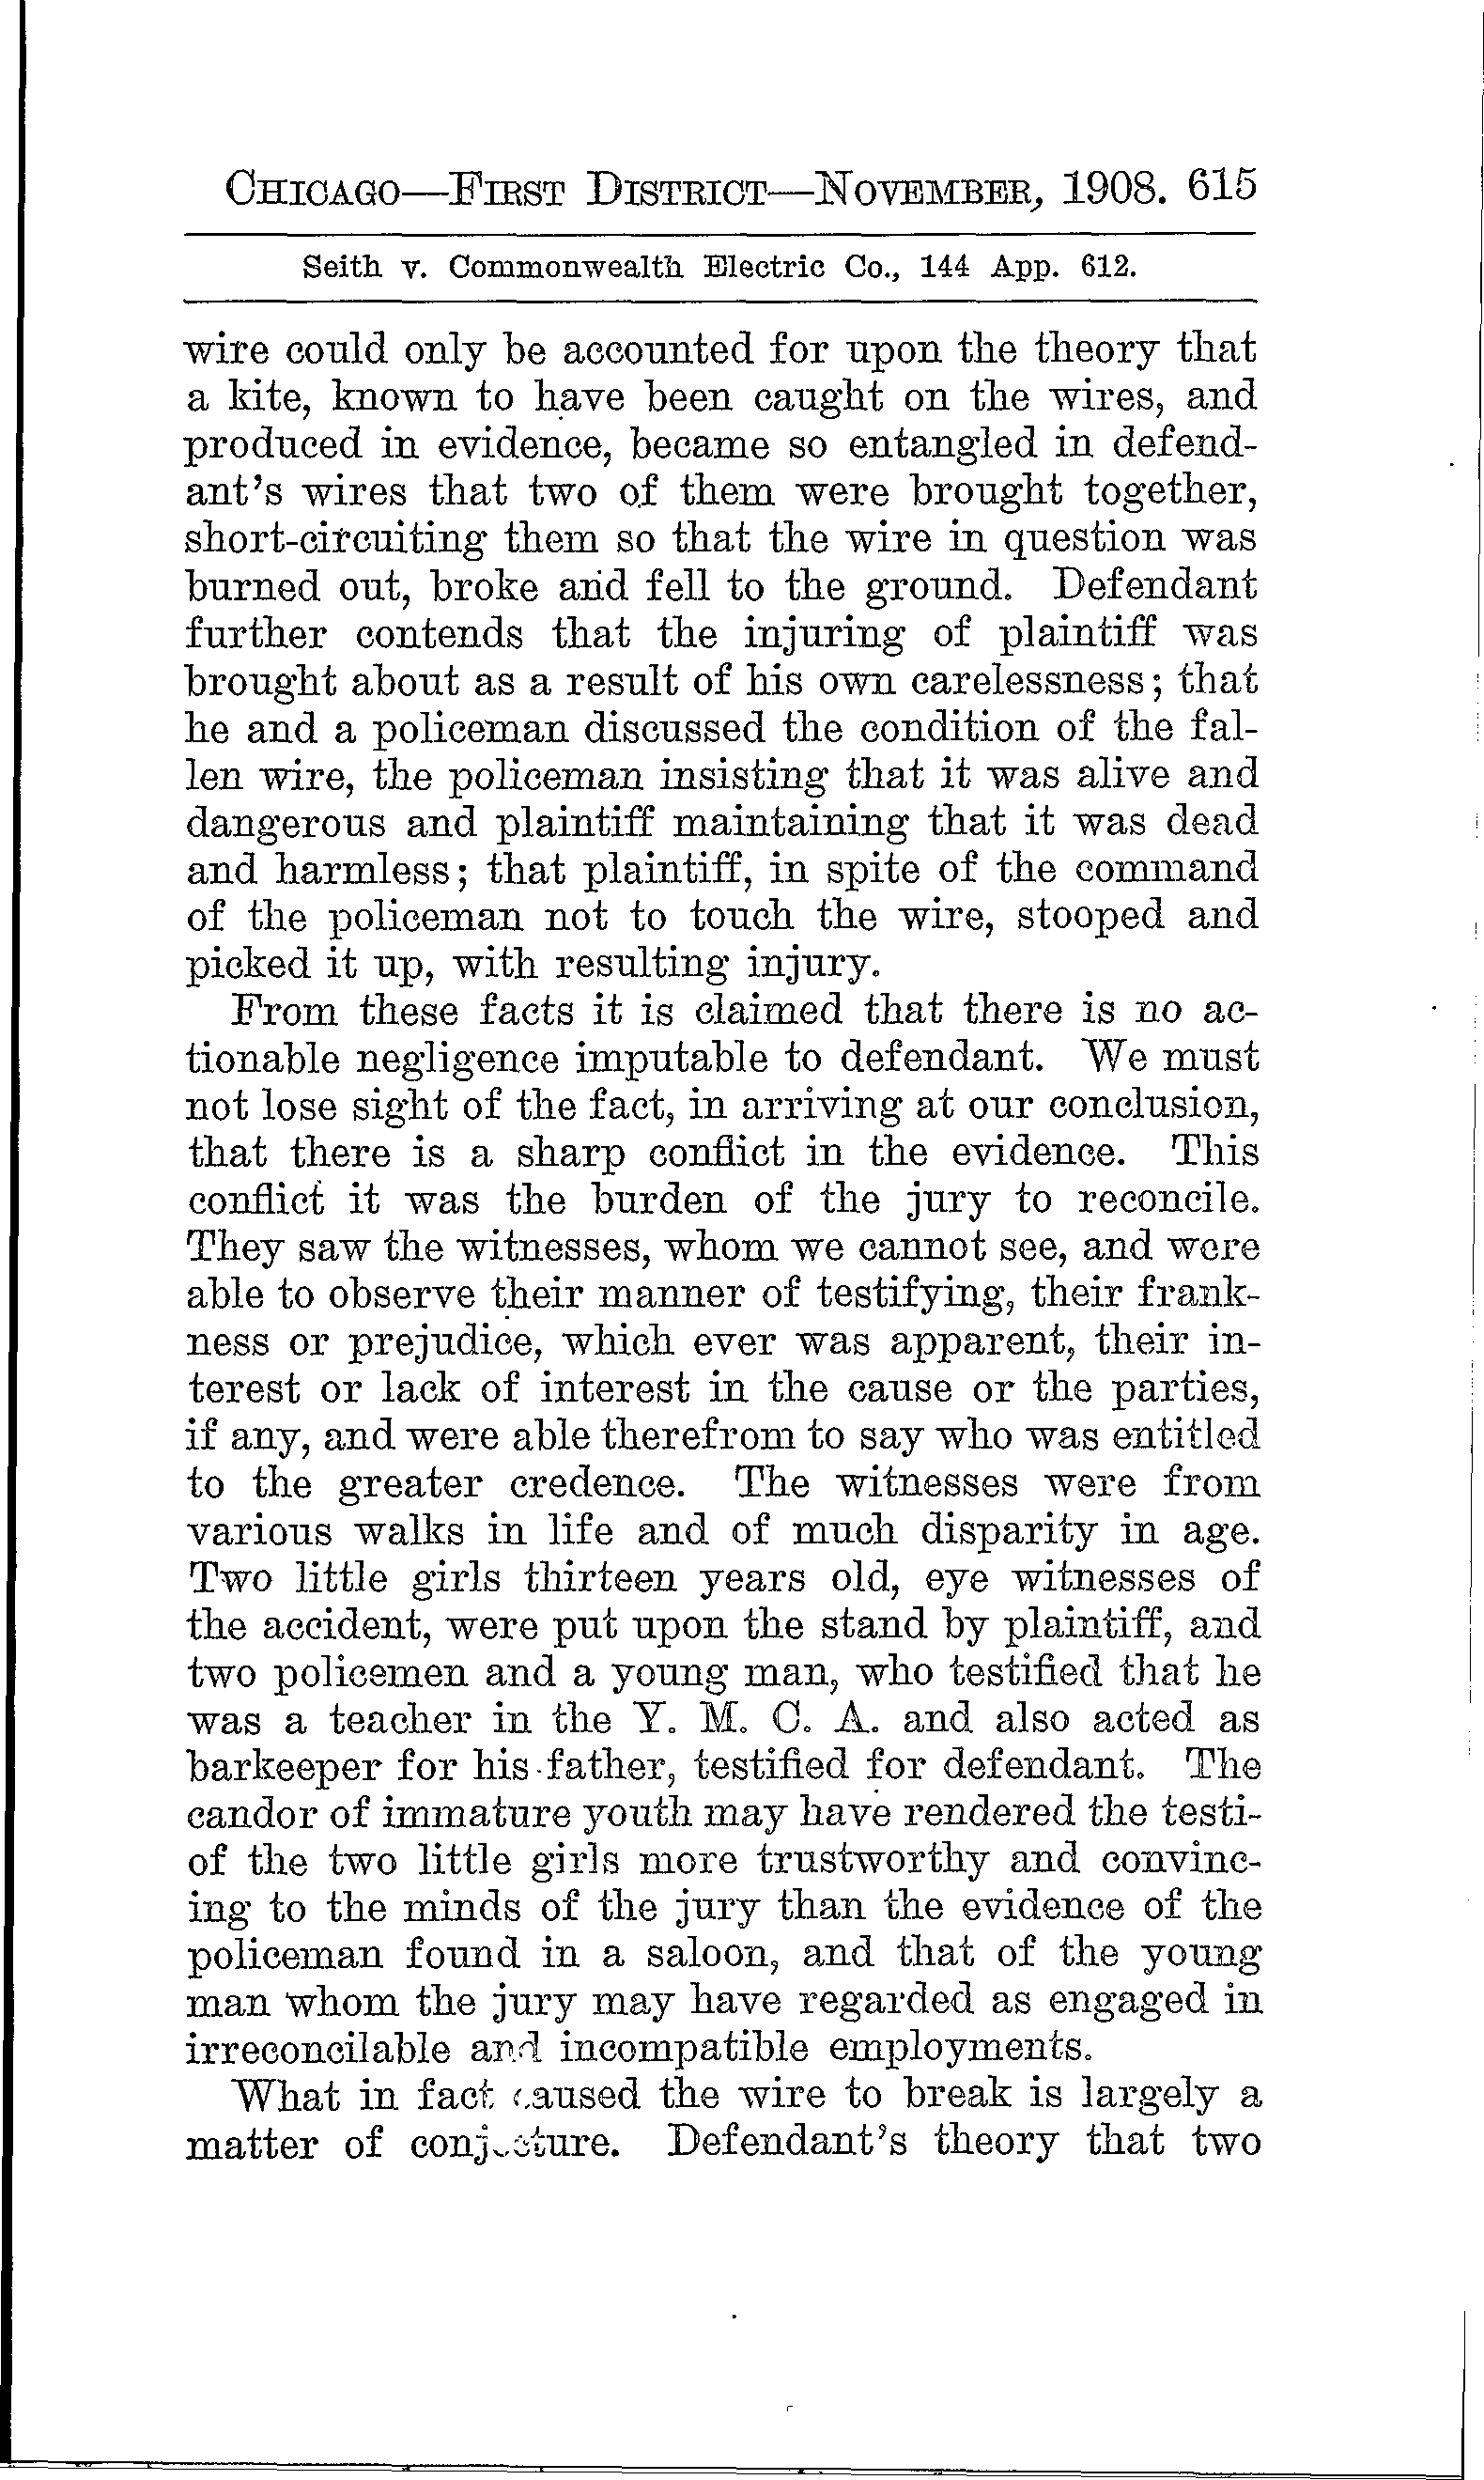 CHICAGO—FIRST DISTRICT—NOVEMBER, 1908. 615
Seith v. Commonwealth Electric Co., 144 App. 612.
wire could only be accounted for upon the theory that
a kite, known to have been caught on the wires, and
produced in evidence, became so entangled in defend-
ant's wires that two of them were brought together,
short-circuiting them so that the wire in question was
burned out, broke and fell to the ground. Defendant
further contends that the injuring of plaintiff was
brought about as a result of his own carelessness; that
he and a policeman discussed the condition of the fal-
len wire, the policeman insisting that it was alive and
dangerous and plaintiff maintaining that it was dead
and harmless; that plaintiff, in spite of the command
of the policeman not to touch the wire, stooped and
picked it up, with resulting injury.
From these facts it is claimed that there is no ac-
tionable negligence imputable to defendant. We must
not lose sight of the fact, in arriving at our conclusion,
that there is a sharp conflict in the evidence. This
conflict it was the burden of the jury to reconcile.
They saw the witnesses, whom we cannot see, and were
able to observe their manner of testifying, their frank-
ness or prejudice, which ever was apparent, their in-
terest or lack of interest in the cause or the parties,
if any, and were able therefrom to say who was entitled
to the greater credence. The witnesses were from
various walks in life and of much disparity in age.
Two little girls thirteen years old, eye witnesses of
the accident, were put upon the stand by plaintiff, and
two policemen and a young man, who testified that he
was a teacher in the Y. M. C. A. and also acted as
barkeeper for his father, testified for defendant. The
candor of immature youth may have rendered the testi-
of the two little girls more trustworthy and convinc-
ing to the minds of the jury than the evidence of the
policeman found in a saloon, and that of the young
man whom the jury may have regarded as engaged in
irreconcilable and incompatible employments.
What in fact caused the wire to break is largely a
matter of conjecture. Defendant's theory that two